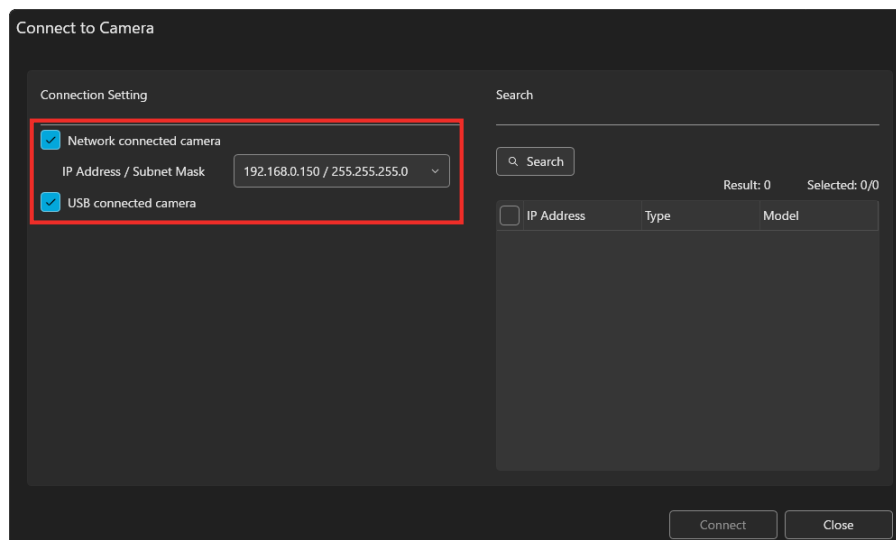 Connect to Camera
Connection Setting
Network connected camera
IP Address / Subnet Mask
192.168.0.150 / 255.255.255.0
USB connected camera
Search
Search
Result: 0 Selected: 0/0
IP Address Type Model
Connect Close